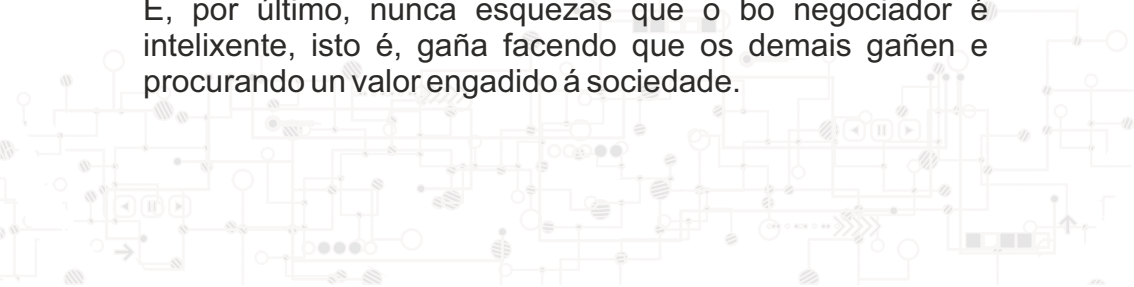 E, por último, nunca esquezas que o bo negociador é
intelixente, isto é, gaña facendo que os demais gañen e
procurando un valor engadido á sociedade.